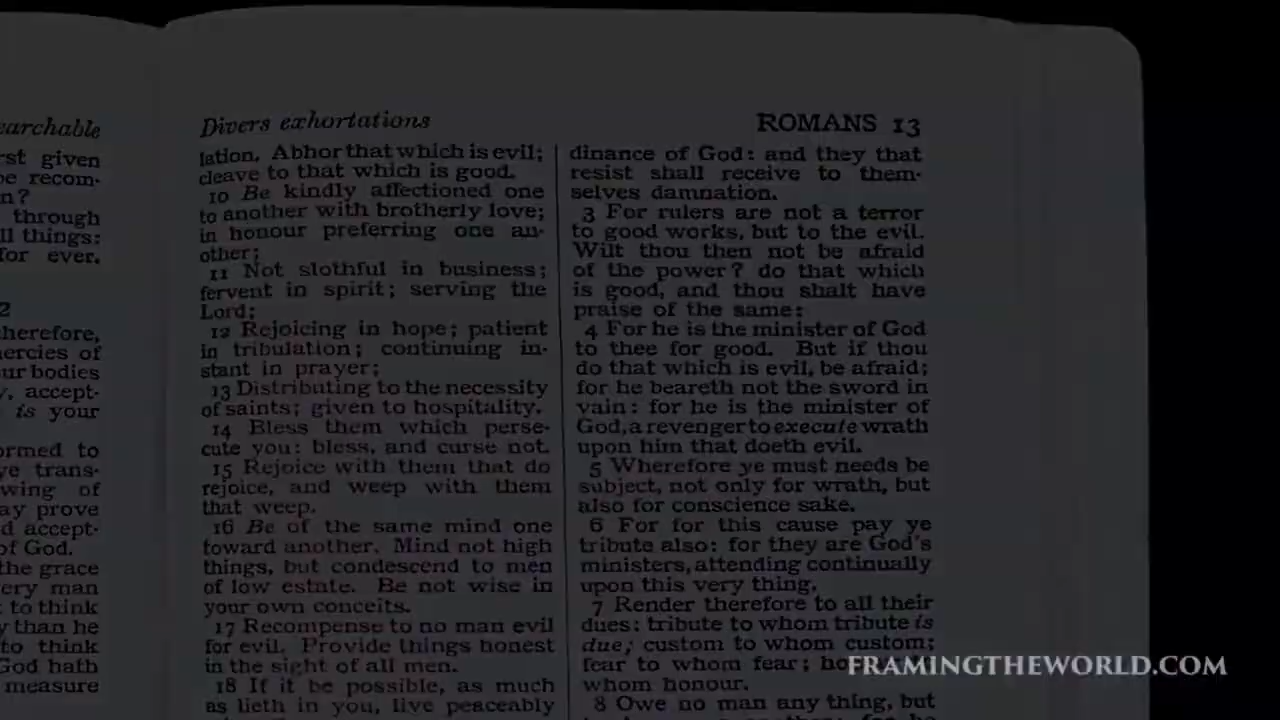 earchable
rst given
be recom-
n?
through
ll things:
for ever.
2
herefore,
nercies of
ur bodies
y, accept-
is your
ormed to
ye trans-
wing of
ay prove
d accept-
of God.
the grace
ery man
to think
y than he
to think
God hath
measure
Divers exhortations
lation. Abhor that which is evil;
cleave to that which is good.
10 Be kindly affectioned one
to another with brotherly love;
in honour preferring one an-
other;
11 Not slothful in business;
fervent in spirit; serving the
Lord;
12 Rejoicing in hope; patient
in tribulation; continuing in-
stant in prayer;
13 Distributing to the necessity
of saints; given to hospitality.
14 Bless them which perse-
cute you: bless, and curse not.
15 Rejoice with them that do
rejoice, and weep with them
that weep.
16 Be of the same mind one
toward another. Mind not high
things, but condescend to men
of low estate. Be not wise in
your own conceits.
17 Recompense to no man evil
for evil. Provide things honest
in the sight of all men.
18 If it be possible, as much
as lieth in you, live peaceably
ROMANS 13
dinance of God: and they that
resist shall receive to them-
selves damnation.
3 For rulers are not a terror
to good works, but to the evil.
Wilt thou then not be afraid
of the power? do that which
is good, and thou shalt have
praise of the same:
4 For he is the minister of God
to thee for good. But if thou
do that which is evil, be afraid;
for he beareth not the sword in
vain: for he is the minister of
God, a revenger to execute wrath
upon him that doeth evil.
5 Wherefore ye must needs be
subject, not only for wrath, but
also for conscience sake.
6 For for this cause pay ye
tribute also: for they are God's
ministers, attending continually
upon this very thing.
7 Render therefore to all their
dues: tribute to whom tribute is
due; custom to whom custom;
fear to whom fear; ho
whom honour.
8 Owe no man any thing, but
FRAMINGTHEWORLD.COM